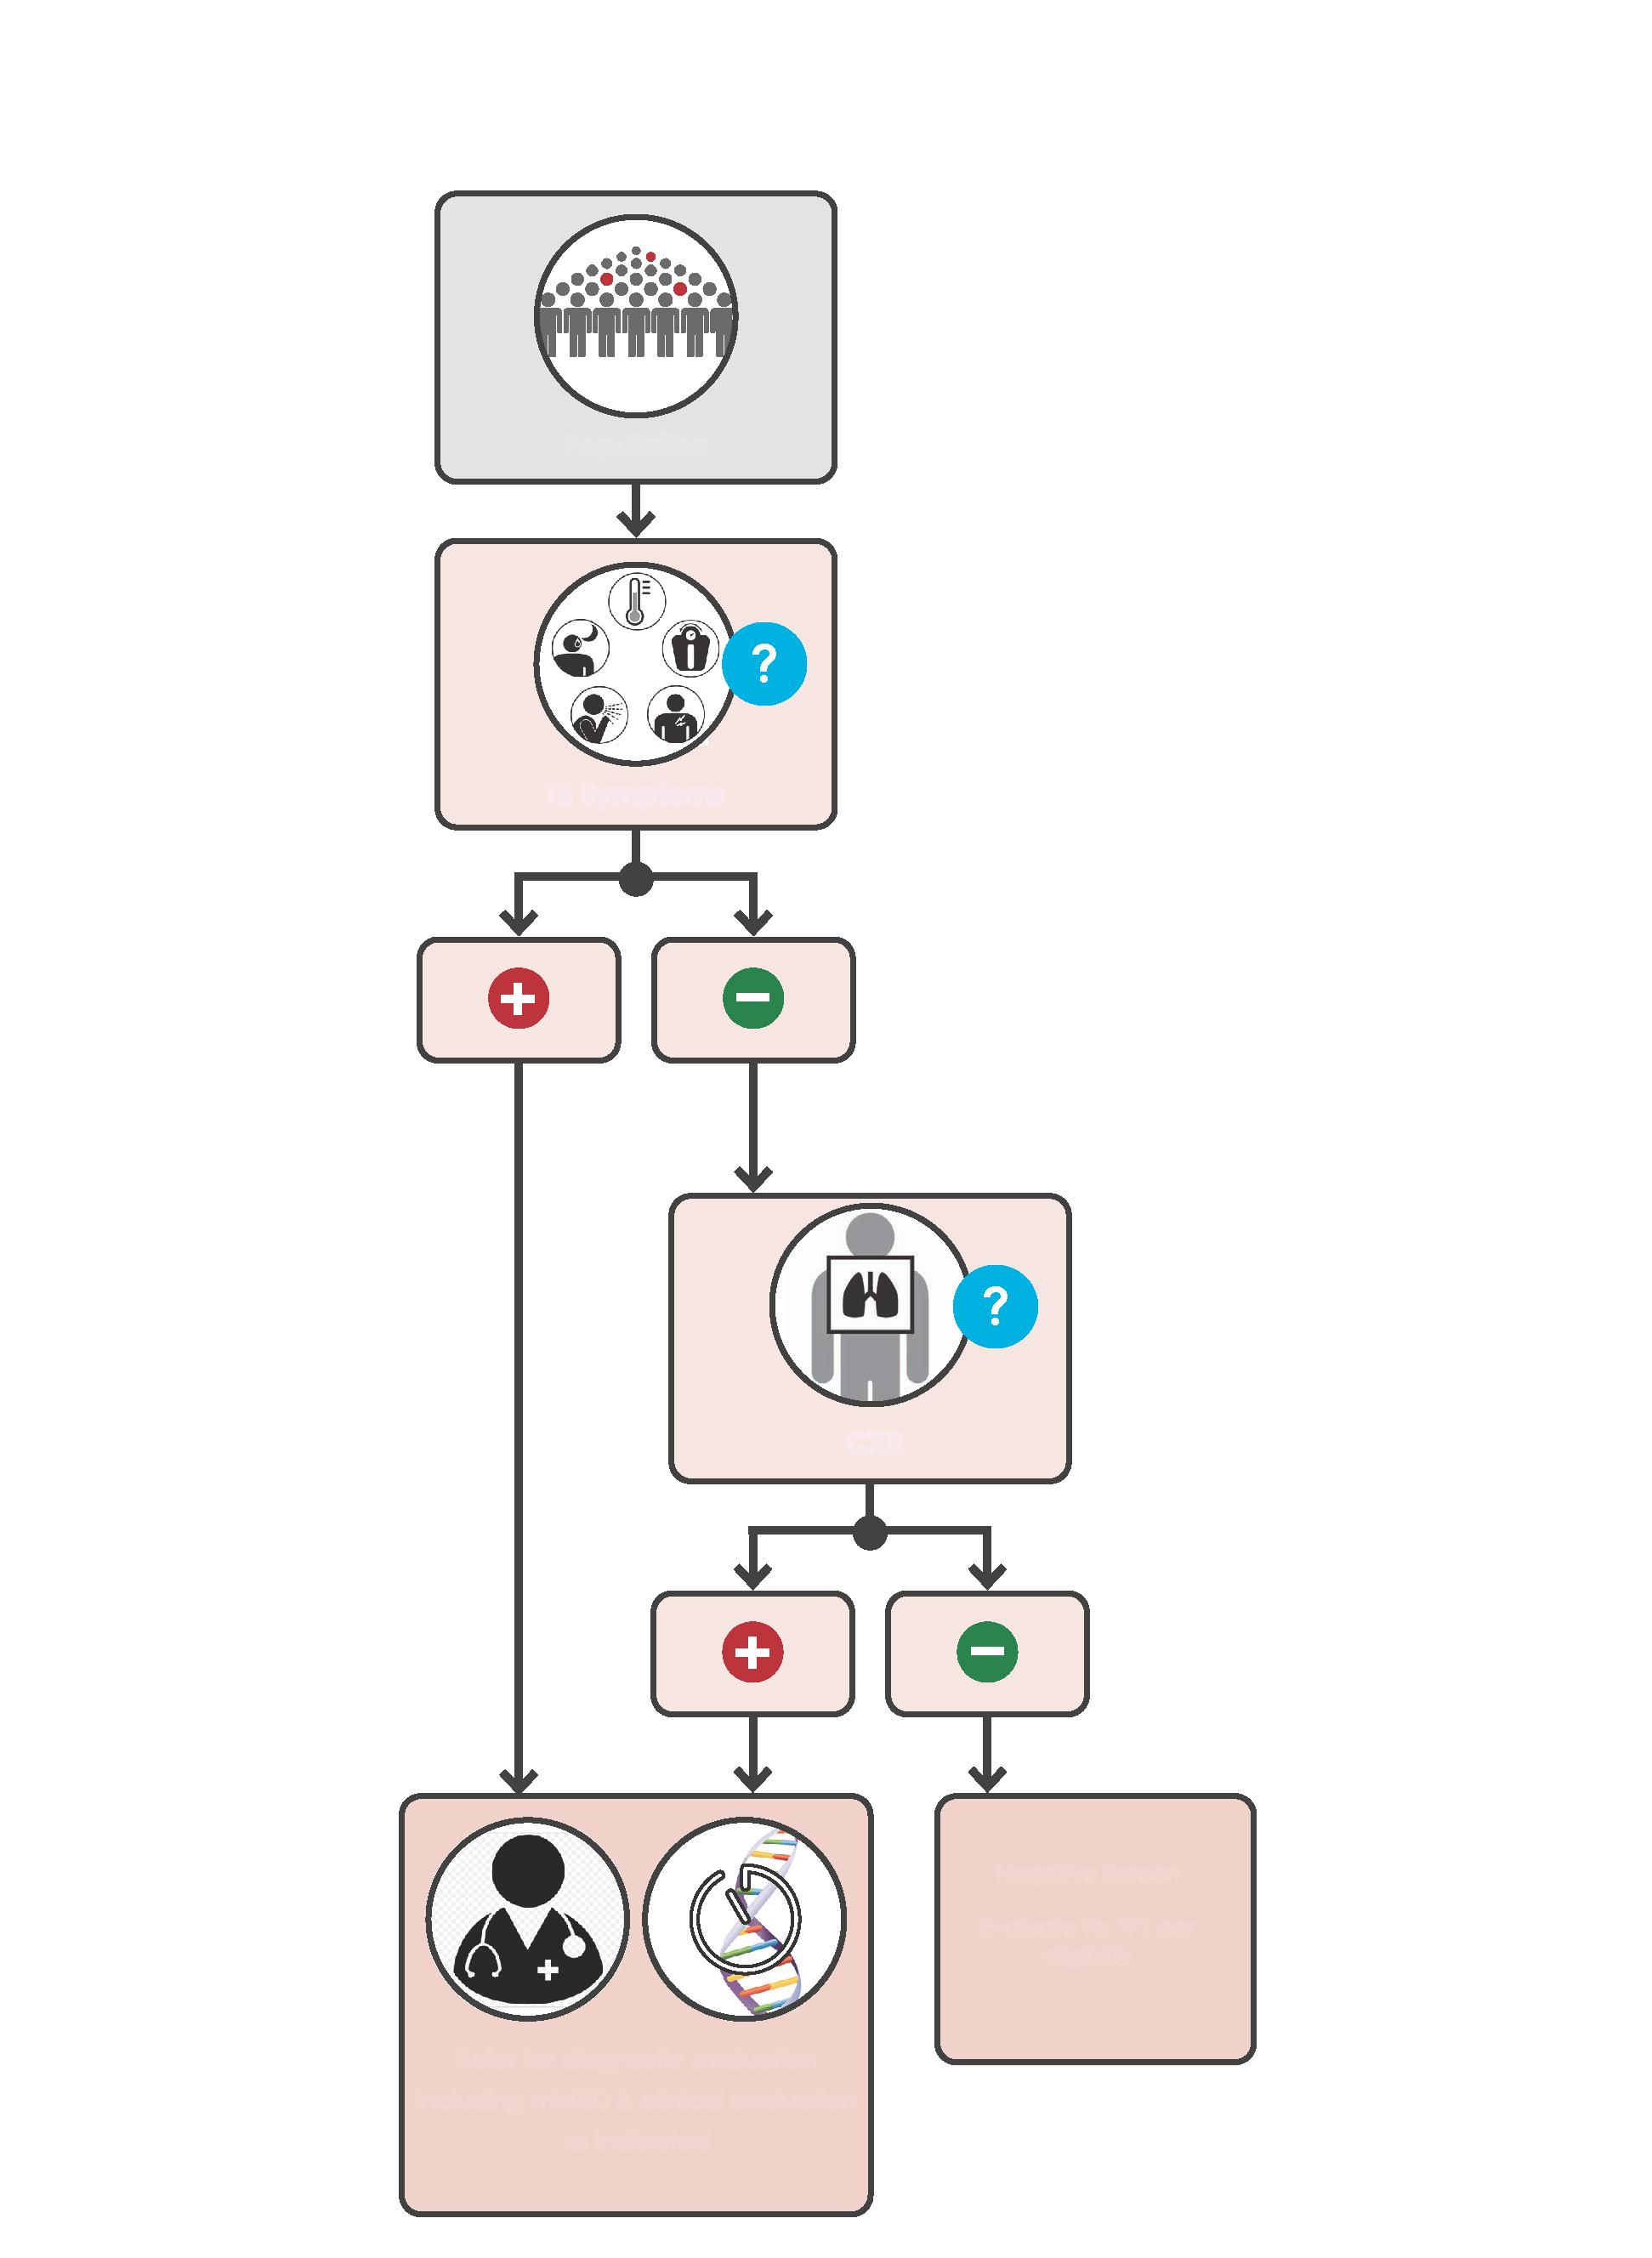 Population
?
TB Symptoms
+
−
?
CXR
+
−
Negative Screen
Evaluate for TPT per
eligibility
Refer for diagnostic evaluation
including mWRD & clinical evaluation
as indicated